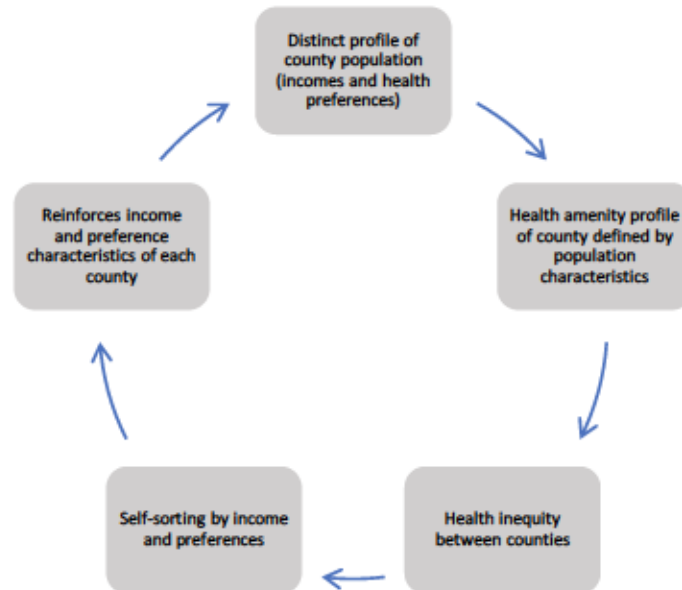 Distinct profile of
county population
(incomes and health
preferences)
Health amenity profile
of county defined by
population
characteristics
Health inequity
between counties
Self-sorting by income
and preferences
Reinforces income
and preference
characteristics of each
county